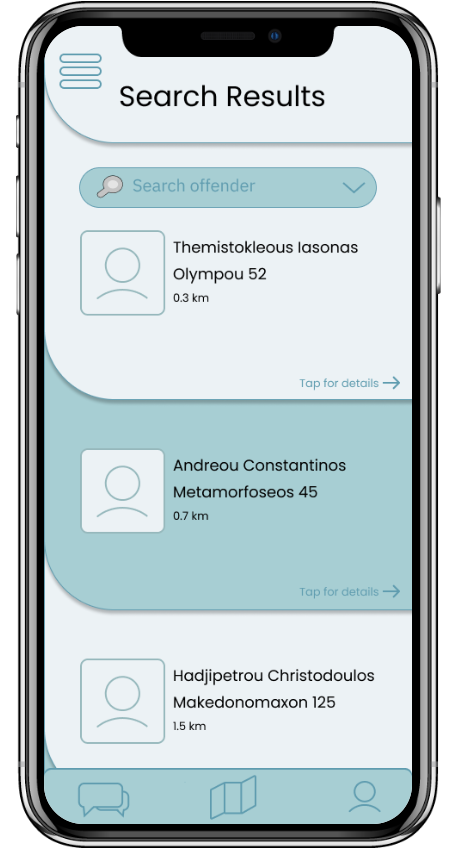 Search Results
Search offender
Themistokleous Iasonas
Olympou 52
0.3 km
Tap for details
Andreou Constantinos
Metamorfoseos 45
0.7 km
Tap for details
Hadjipetrou Christodoulos
Makedonomaxon 125
1.5 km